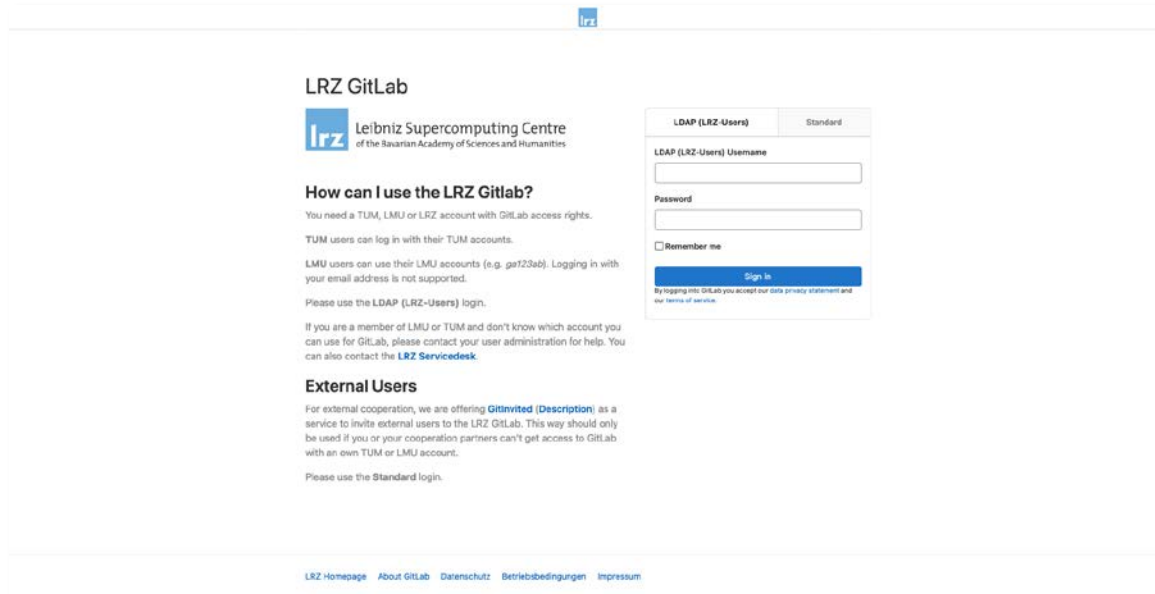 lrz
LRZ GitLab
lrz
Leibniz Supercomputing Centre
of the Bavarian Academy of Sciences and Humanities
How can I use the LRZ Gitlab?
You need a TUM, LMU or LRZ account with GitLab access rights.
TUM users can log in with their TUM accounts.
LMU users can use their LMU accounts (e.g. ga123ab). Logging in with
your email address is not supported.
Please use the LDAP (LRZ-Users) login.
If you are a member of LMU or TUM and don't know which account you
can use for GitLab, please contact your user administration for help. You
can also contact the LRZ Servicedesk.
External Users
For external cooperation, we are offering GitInvited (Description) as a
service to invite external users to the LRZ GitLab. This way should only
be used if you or your cooperation partners can't get access to GitLab
with an own TUM or LMU account.
Please use the Standard login.
LDAP (LRZ-Users)
Standard
LDAP (LRZ-Users) Username
Password
Remember me
Sign in
By logging into GitLab you accept our data privacy statement and
our terms of service.
LRZ Homepage About GitLab Datenschutz Betriebsbedingungen Impressum